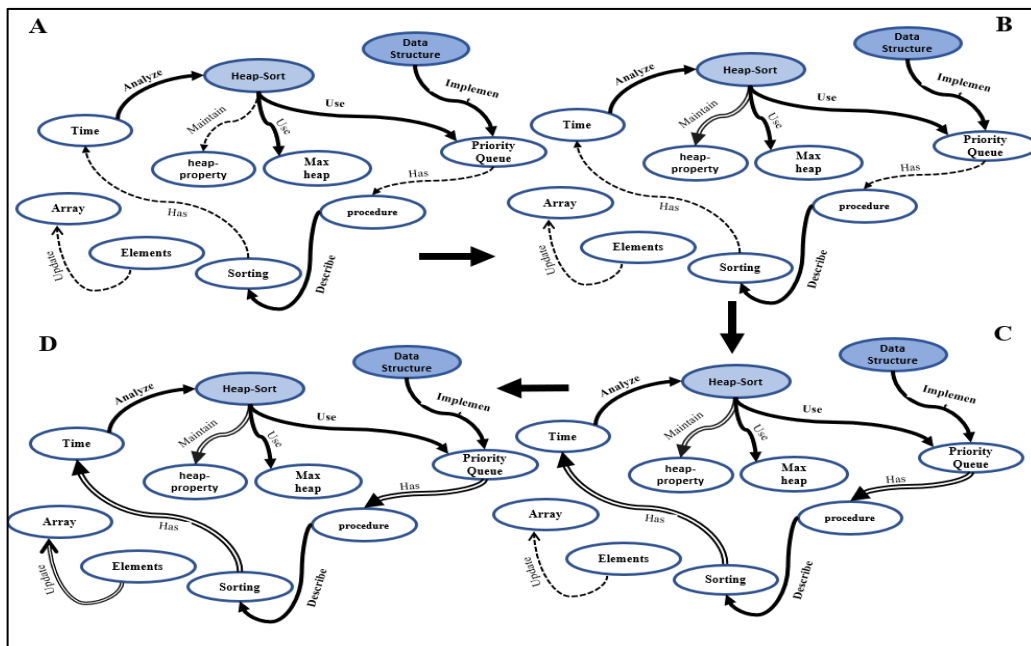 A
Data
Structure
Analyze
Heap-Sort
Implemen
Maintain
Use
Use
Time
heap-
property
Max
heap
Priority
Queue
Has
Array
Has
procedure
Update
Elements
Sorting
Describe
B
Data
Structure
Analyze
Heap-Sort
Implemen
Maintain
Use
Use
Time
heap-
property
Max
heap
Priority
Queue
Has
Array
Has
procedure
Update
Elements
Sorting
Describe
C
Data
Structure
Analyze
Heap-Sort
Implemen
Maintain
Use
Use
Time
heap-property
Max
heap
Priority
Queue
Has
Array
Has
procedure
Update
Elements
Sorting
Describe
D
Data
Structure
Analyze
Heap-Sort
Implemen
Maintain
Use
Use
Time
heap-property
Max
heap
Priority
Queue
Has
Array
Has
procedure
Update
Elements
Sorting
Describe